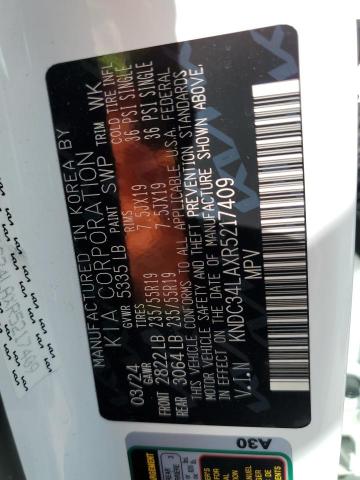 MANUFACTURED IN KOREA BY
KIA CORPORATION
03/24 GVWR 5335 LB PAINT SWP TRIM WK
GAWR TIRES RIMS COLD TIRE INFL
FRONT 2822 LB 235/55R19 7.5JX19 36 PSI SINGLE
REAR 3064 LB 235/55R19 7.5JX19 36 PSI SINGLE
THIS VEHICLE CONFORMS TO ALL APPLICABLE U.S.A. FEDERAL
MOTOR VEHICLE SAFETY AND THEFT PREVENTION STANDARDS
IN EFFECT ON THE DATE OF MANUFACTURE SHOWN ABOVE.
V.I.N KNDC34LAXR5217409
MPV
A30